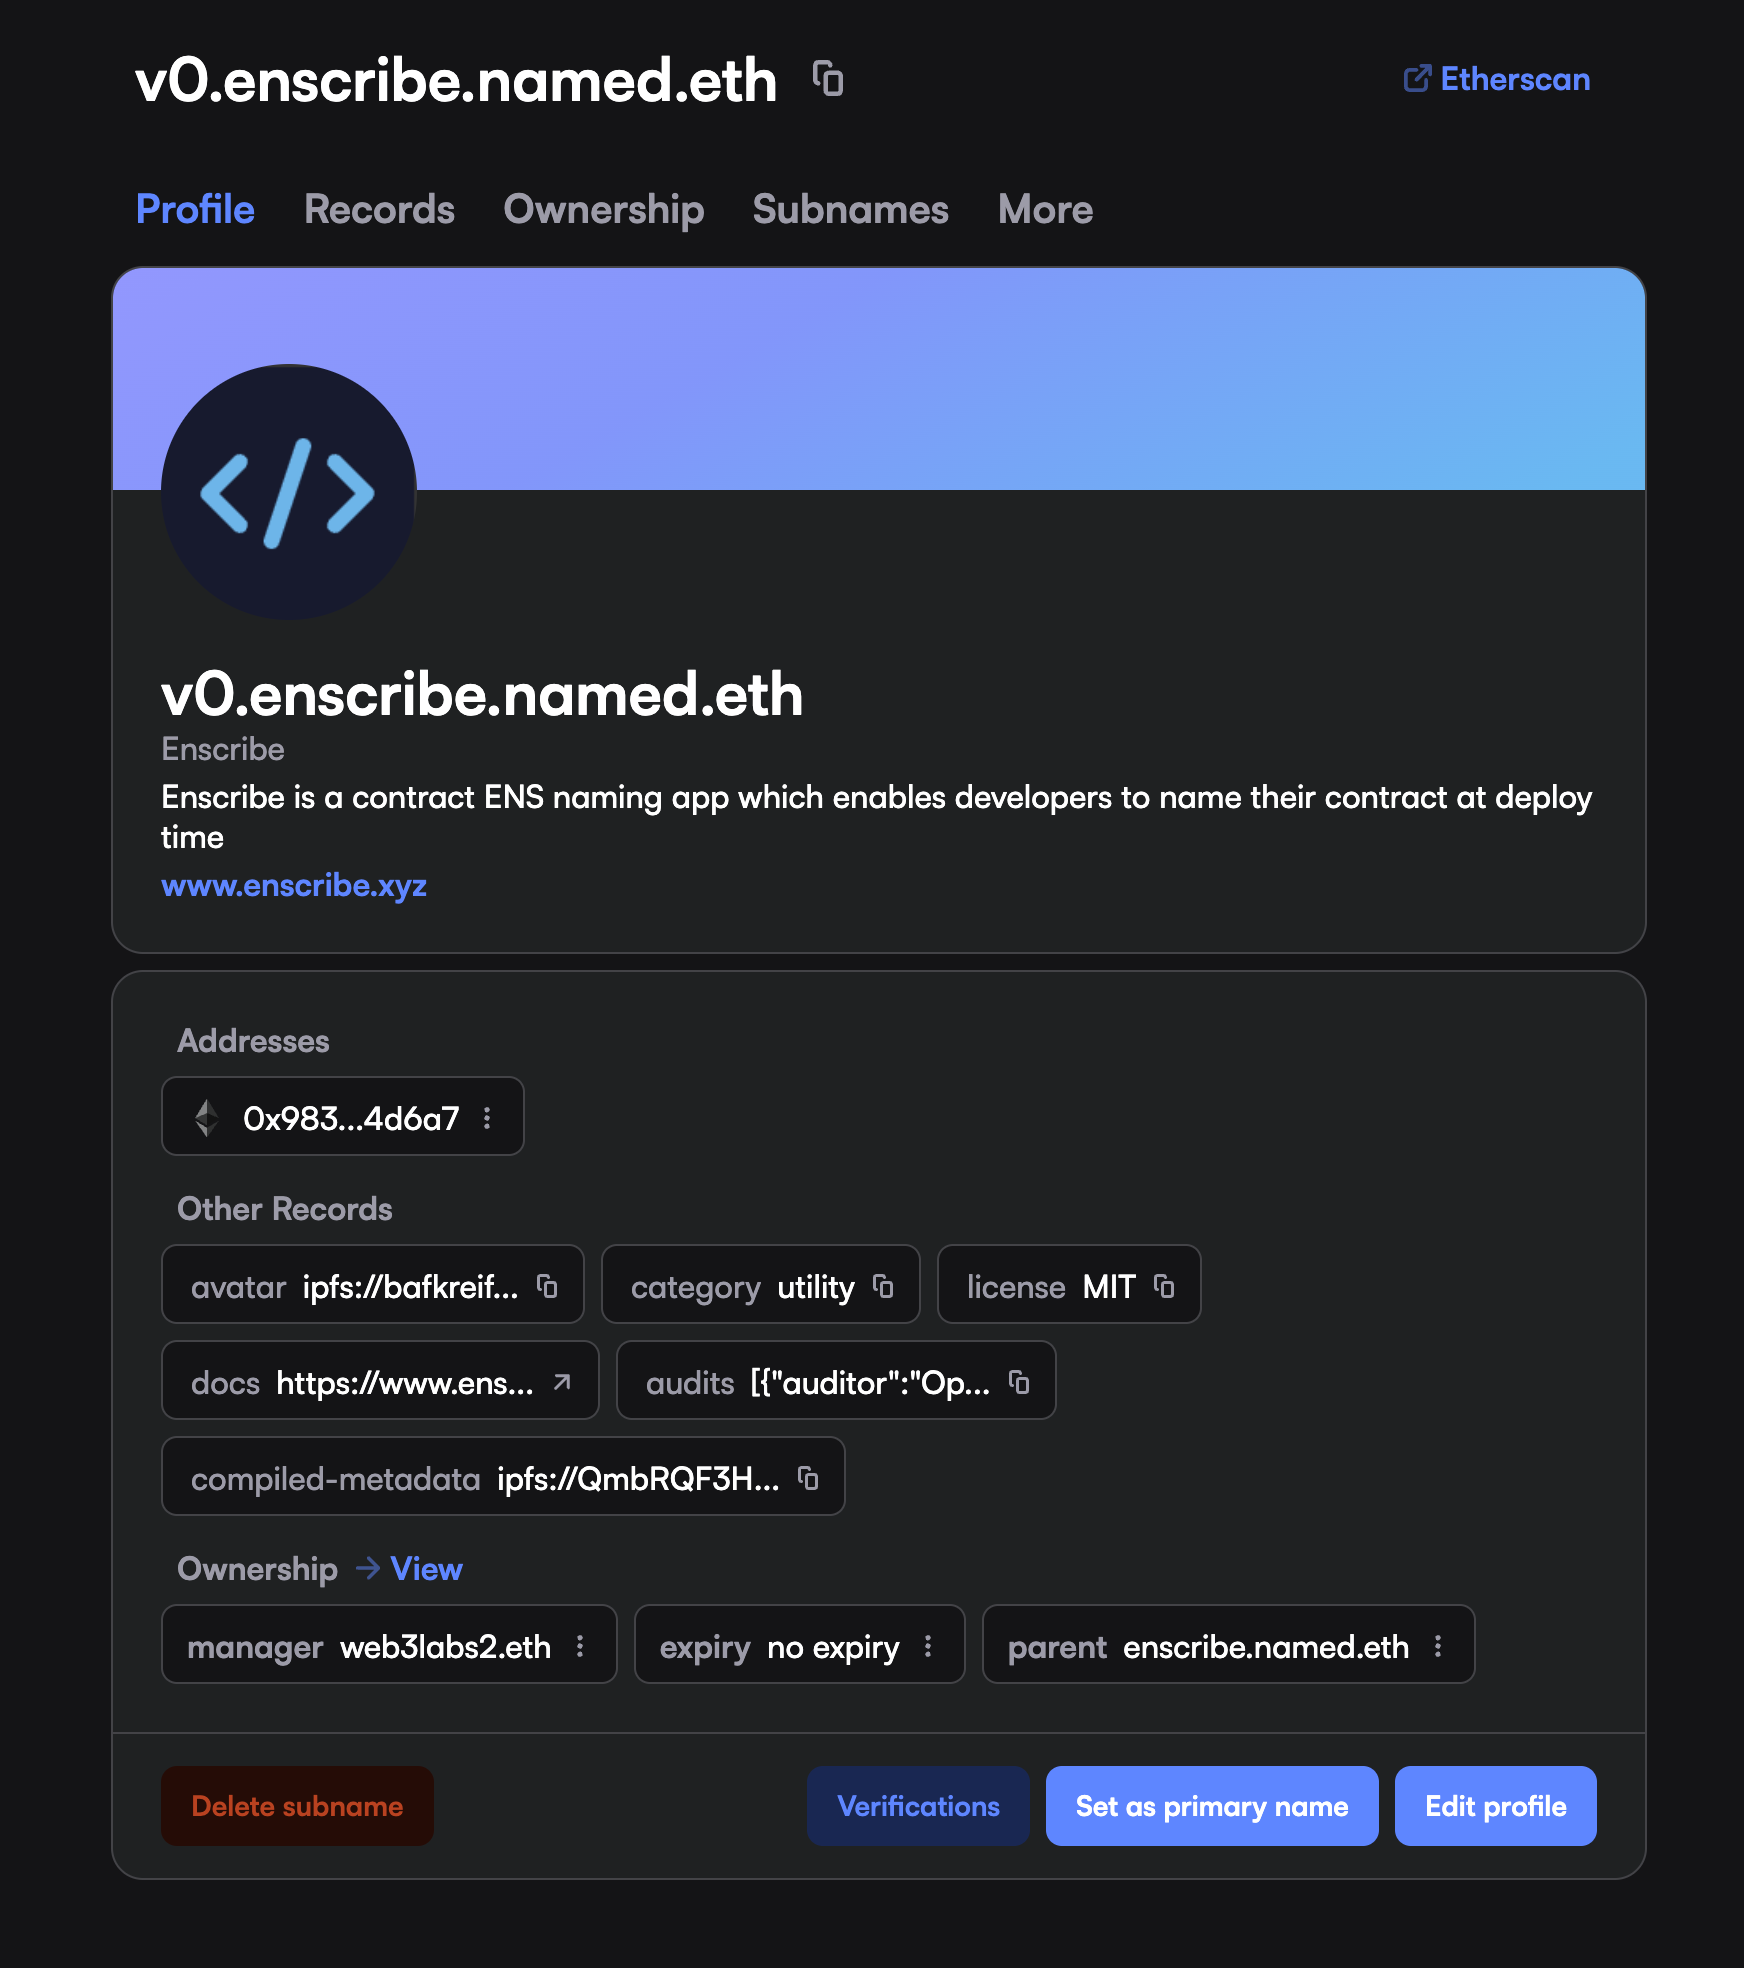 v0.enscribe.named.eth
Etherscan
Profile Records Ownership Subnames More
</>
v0.enscribe.named.eth
Enscribe
Enscribe is a contract ENS naming app which enables developers to name their contract at deploy
time
www.enscribe.xyz
Addresses
0x983...4d6a7
Other Records
avatar ipfs://bafkreif... category utility license MIT
docs https://www.ens... audits [{"auditor":"Op...
compiled-metadata ipfs://QmbRQF3H...
Ownership → View
manager web3labs2.eth expiry no expiry parent enscribe.named.eth
Delete subname Verifications Set as primary name Edit profile